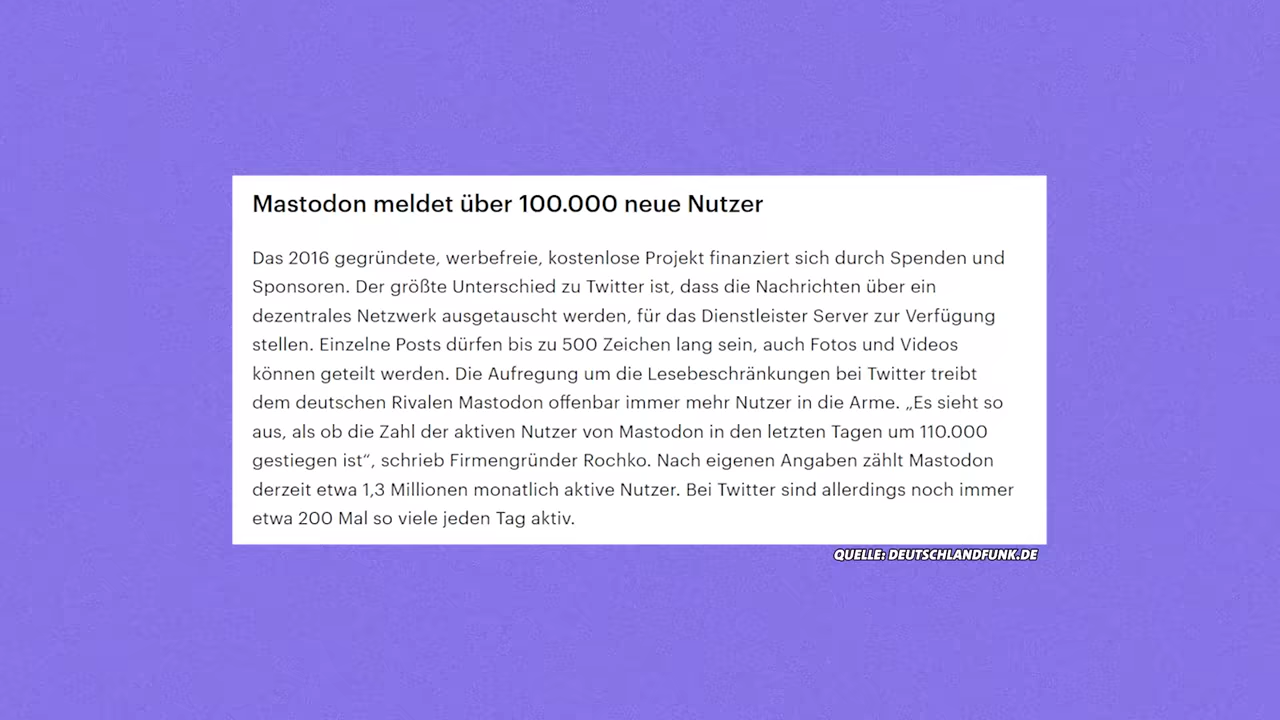 Mastodon meldet über 100.000 neue Nutzer
Das 2016 gegründete, werbefreie, kostenlose Projekt finanziert sich durch Spenden und
Sponsoren. Der größte Unterschied zu Twitter ist, dass die Nachrichten über ein
dezentrales Netzwerk ausgetauscht werden, für das Dienstleister Server zur Verfügung
stellen. Einzelne Posts dürfen bis zu 500 Zeichen lang sein, auch Fotos und Videos
können geteilt werden. Die Aufregung um die Lesebeschränkungen bei Twitter treibt
dem deutschen Rivalen Mastodon offenbar immer mehr Nutzer in die Arme. „Es sieht so
aus, als ob die Zahl der aktiven Nutzer von Mastodon in den letzten Tagen um 110.000
gestiegen ist“, schrieb Firmengründer Rochko. Nach eigenen Angaben zählt Mastodon
derzeit etwa 1,3 Millionen monatlich aktive Nutzer. Bei Twitter sind allerdings noch immer
etwa 200 Mal so viele jeden Tag aktiv.
QUELLE: DEUTSCHLANDFUNK.DE